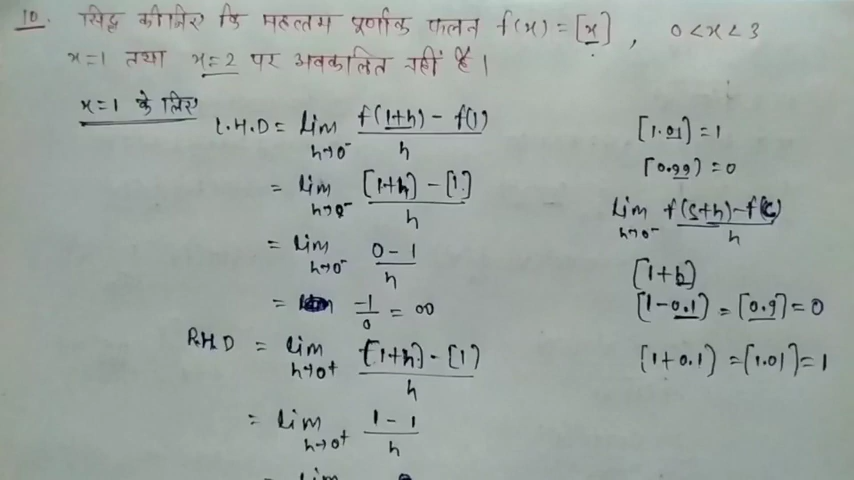 10. सिद्ध कीजिए कि महत्तम पूर्णांक फलन f(x) = [x] , 0 < x < 3
x = 1 तथा x = 2 पर अवकलित नहीं है।
x = 1 के लिए
L.H.D = lim h→0⁻ f(1+h) - f(1) / h
= lim h→0⁻ [1+h] - [1] / h
= lim h→0⁻ 0 - 1 / h
= -1 / 0 = ∞
R.H.D = lim h→0⁺ [1+h] - [1] / h
= lim h→0⁺ 1 - 1 / h
= lim
[1.01] = 1
[0.99) = 0
lim h→0⁻ f(c+h) - f(c) / h
[1+h]
[1-0.1) = [0.9] = 0
[1+0.1) = [1.01] = 1